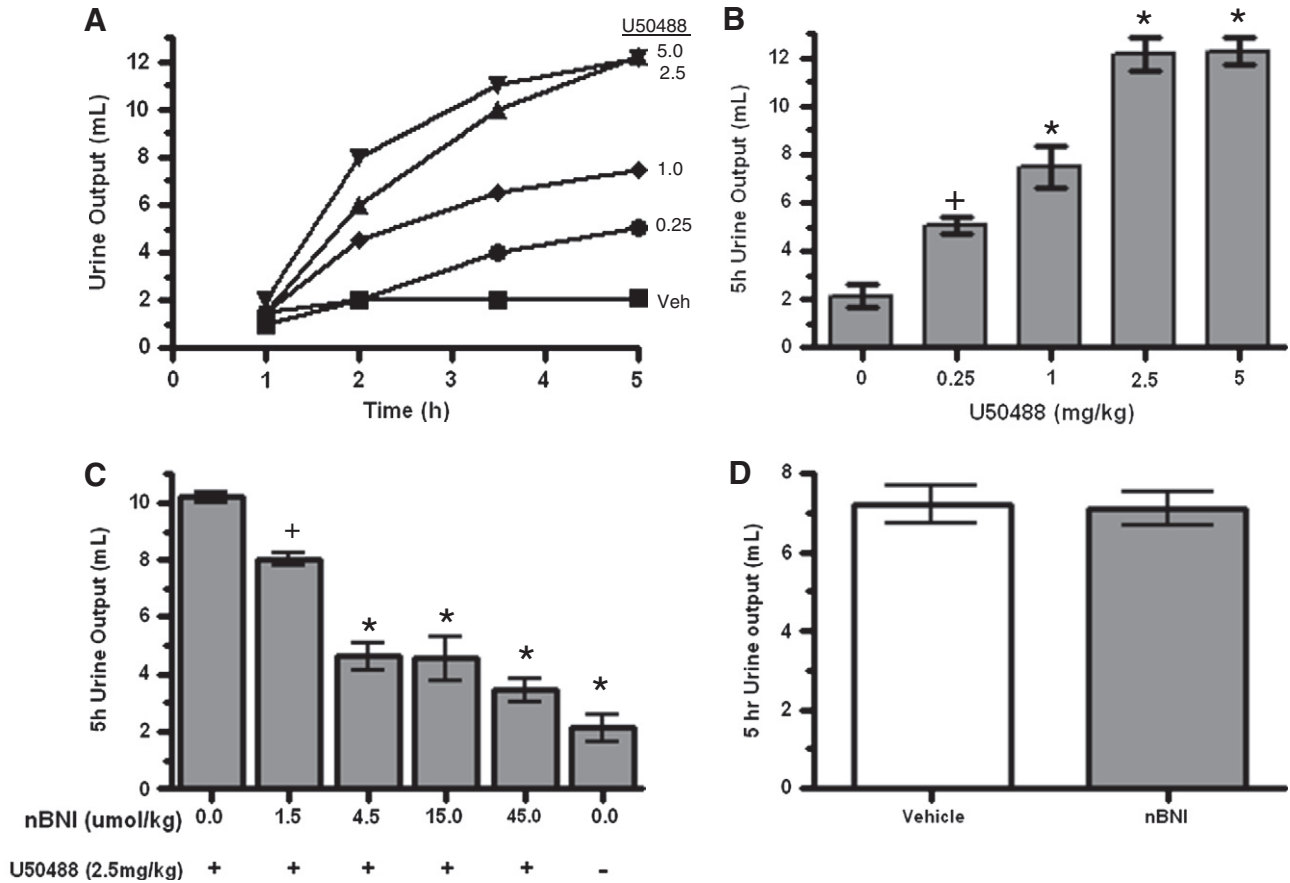 A
U50488
5.0
2.5
1.0
0.25
Veh
Urine Output (mL)
12
10
8
6
4
2
0
0 1 2 3 4 5
Time (h)
B
* *
*
+
5h Urine Output (mL)
12
10
8
6
4
2
0
0 0.25 1 2.5 5
U50488 (mg/kg)
C
+
* * * *
5h Urine Output (mL)
10
8
6
4
2
0
nBNI (umol/kg) 0.0 1.5 4.5 15.0 45.0 0.0
U50488 (2.5mg/kg) + + + + + -
D
5 hr Urine output (mL)
8
6
4
2
0
Vehicle nBNI